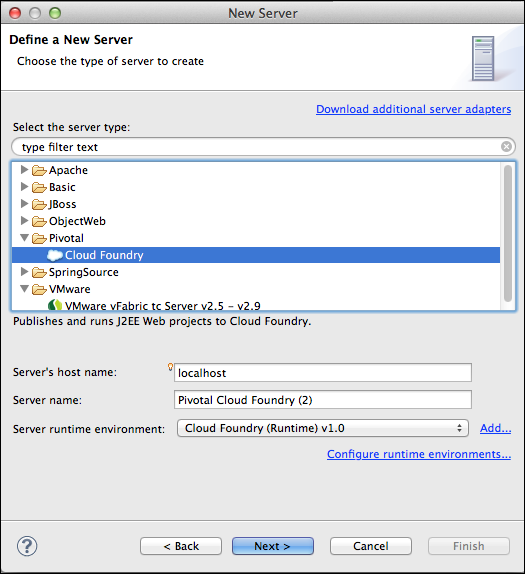 New Server
Define a New Server
Choose the type of server to create
Download additional server adapters
Select the server type:
type filter text
Apache
Basic
JBoss
ObjectWeb
Pivotal
Cloud Foundry
SpringSource
VMware
VMware vFabric tc Server v2.5 - v2.9
Publishes and runs J2EE Web projects to Cloud Foundry.
Server's host name: localhost
Server name: Pivotal Cloud Foundry (2)
Server runtime environment: Cloud Foundry (Runtime) v1.0 Add...
Configure runtime environments...
? < Back Next > Cancel Finish